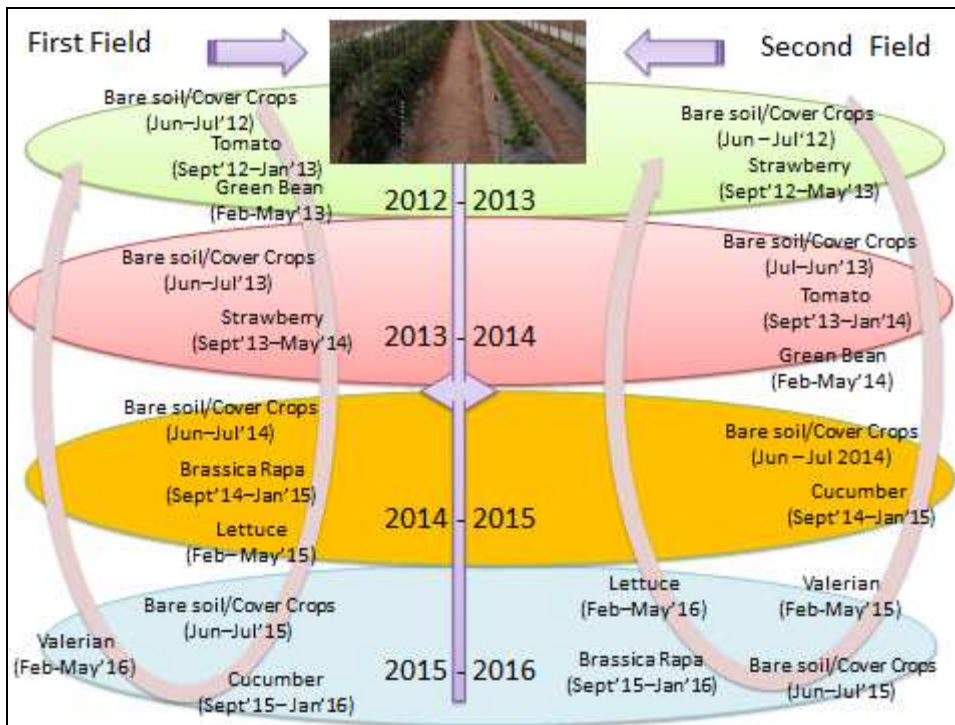 First Field
Second Field
Bare soil/Cover Crops
(Jun–Jul'12)
Tomato
(Sept'12–Jan'13)
Green Bean
(Feb-May'13)
2012 - 2013
Bare soil/Cover Crops
(Jun – Jul'12)
Strawberry
(Sept'12–May'13)
Bare soil/Cover Crops
(Jun–Jul'13)
Strawberry
(Sept'13–May'14)
2013 - 2014
Bare soil/Cover Crops
(Jul–Jun'13)
Tomato
(Sept'13–Jan'14)
Green Bean
(Feb-May'14)
Bare soil/Cover Crops
(Jun–Jul'14)
Brassica Rapa
(Sept'14–Jan'15)
Lettuce
(Feb– May'15)
2014 - 2015
Bare soil/Cover Crops
(Jun –Jul 2014)
Cucumber
(Sept'14–Jan'15)
Valerian
(Feb-May'15)
Bare soil/Cover Crops
(Jun–Jul'15)
Cucumber
(Sept'15– Jan'16)
Valerian
(Feb-May'16)
2015 - 2016
Bare soil/Cover Crops
(Jun–Jul'15)
Brassica Rapa
(Sept'15–Jan'16)
Lettuce
(Feb–May'16)